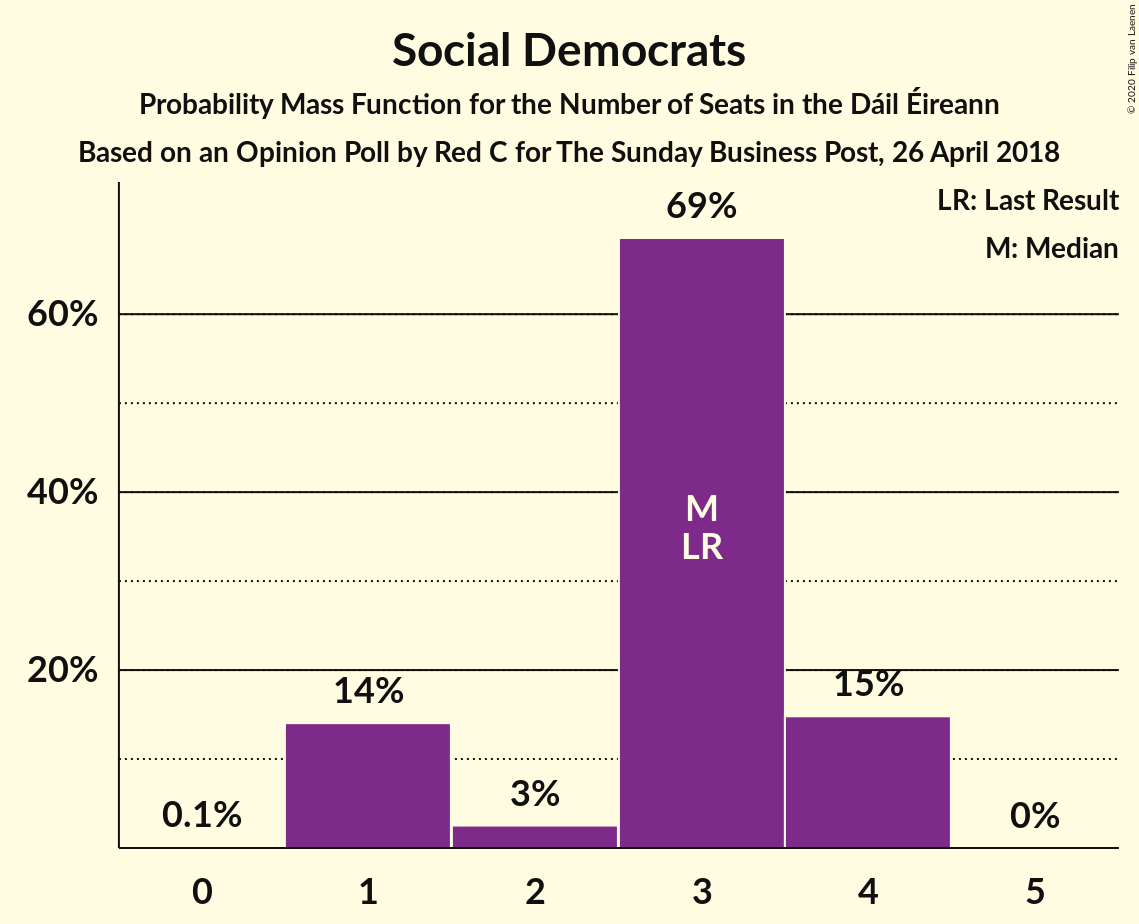 Social Democrats
Probability Mass Function for the Number of Seats in the Dáil Éireann
Based on an Opinion Poll by Red C for The Sunday Business Post, 26 April 2018
© 2020 Filip van Laenen
LR: Last Result
M: Median
69%
60%
40%
M
LR
20%
14%
15%
3%
0.1%
0%
0 1 2 3 4 5